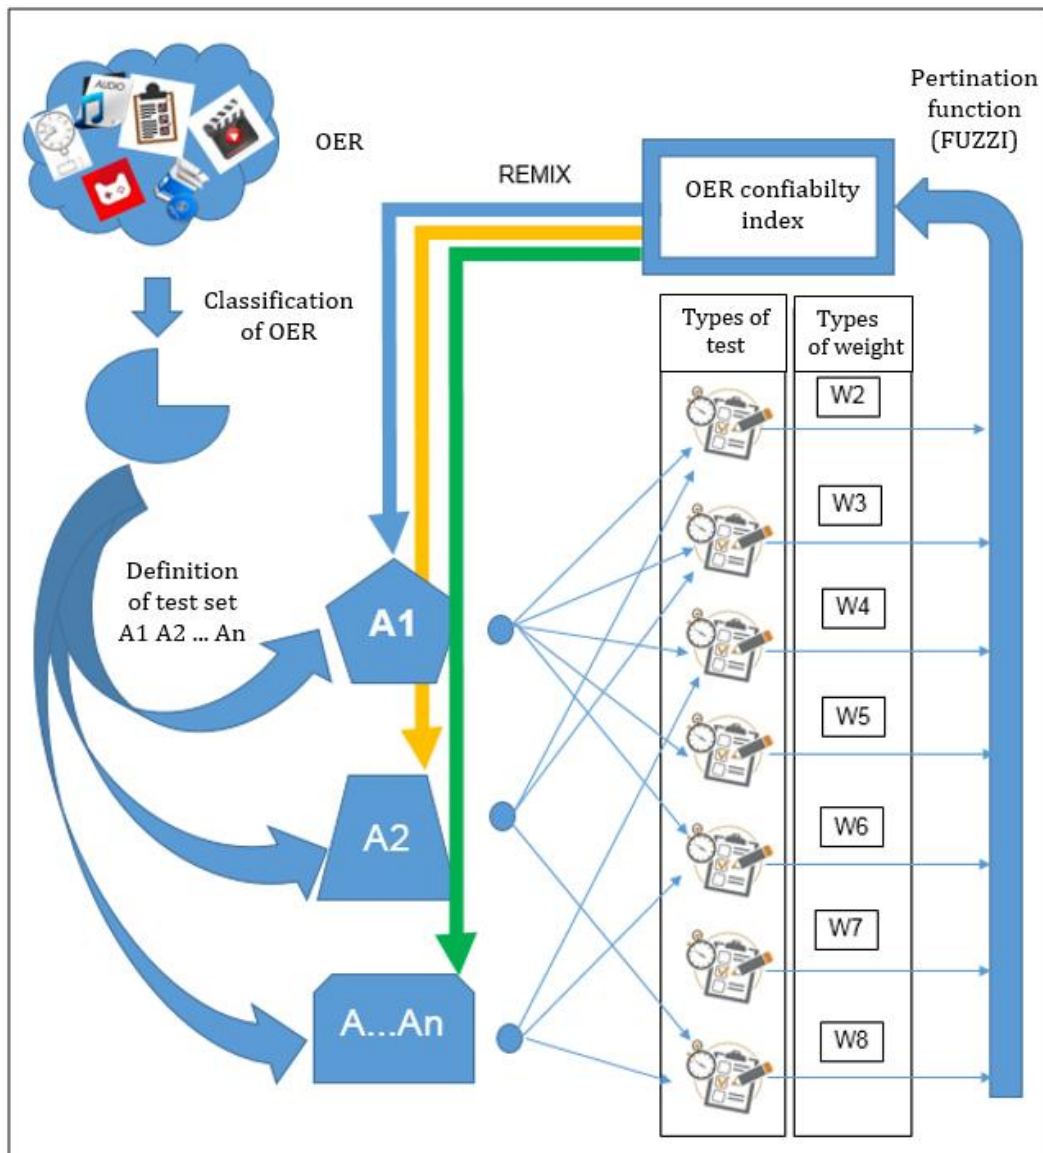 AUDIO
OER
Pertination
function
(FUZZI)
REMIX
OER confiabilty
index
Classification
of OER
Types of
test
Types
of weight
W2
W3
W4
W5
W6
W7
W8
Definition
of test set
A1 A2 ... An
A1
A2
A...An